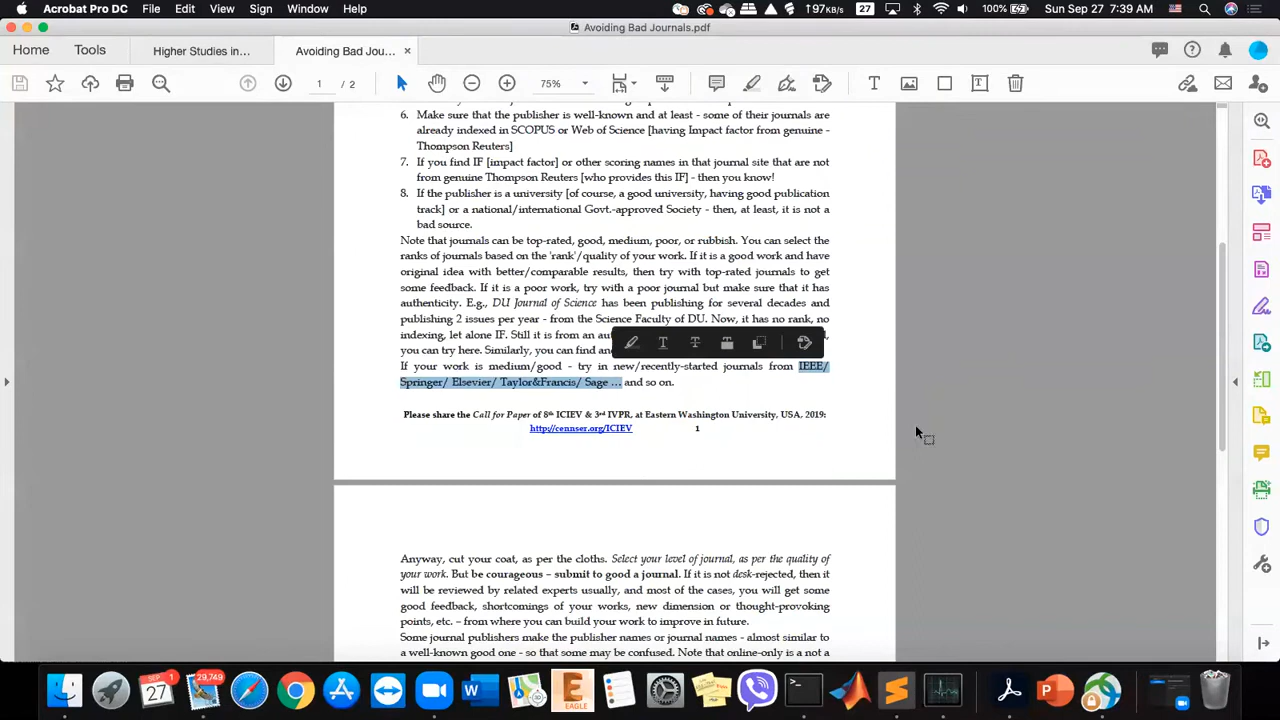 Acrobat Pro DC File Edit View Sign Window Help 197KB/s 27 100% Sun Sep 27 7:39 AM
Avoiding Bad Journals.pdf
Home Tools Higher Studies in... Avoiding Bad Jou... ×
1 / 2 75%
6. Make sure that the publisher is well-known and at least - some of their journals are
already indexed in SCOPUS or Web of Science [having Impact factor from genuine -
Thompson Reuters]
7. If you find IF [impact factor] or other scoring names in that journal site that are not
from genuine Thompson Reuters [who provides this IF] - then you know!
8. If the publisher is a university [of course, a good university, having good publication
track] or a national/international Govt.-approved Society - then, at least, it is not a
bad source.
Note that journals can be top-rated, good, medium, poor, or rubbish. You can select the
ranks of journals based on the 'rank'/quality of your work. If it is a good work and have
original idea with better/comparable results, then try with top-rated journals to get
some feedback. If it is a poor work, try with a poor journal but make sure that it has
authenticity. E.g., DU Journal of Science has been publishing for several decades and
publishing 2 issues per year - from the Science Faculty of DU. Now, it has no rank, no
indexing, let alone IF. Still it is from an
you can try here. Similarly, you can find
If your work is medium/good - try in new/recently-started journals from IEEE/
Springer/ Elsevier/ Taylor&Francis/ Sage ... and so on.
Please share the Call for Paper of 8th ICIEV & 3rd IVPR, at Eastern Washington University, USA, 2019:
http://cennser.org/ICIEV 1
Anyway, cut your coat, as per the cloths. Select your level of journal, as per the quality of
your work. But be courageous – submit to good a journal. If it is not desk-rejected, then it
will be reviewed by related experts usually, and most of the cases, you will get some
good feedback, shortcomings of your works, new dimension or thought-provoking
points, etc. – from where you can build your work to improve in future.
Some journal publishers make the publisher names or journal names - almost similar to
a well-known good one - so that some may be confused. Note that online-only is a not a
SEP 27 29,749 EAGLE